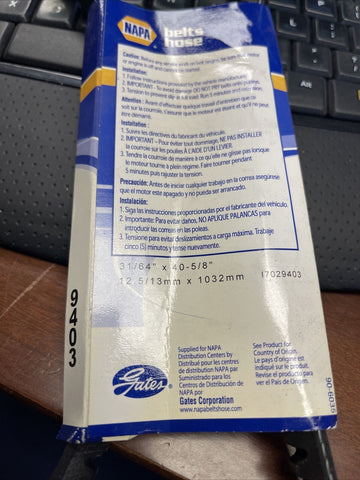 NAPA
belts
hose
Caution: Before any service work on belt begins, be sure that motor
or engine is off and cannot be started.
Installation:
1. Follow instructions provided by the vehicle manufacturer.
2. IMPORTANT - To avoid damage DO NOT PRY belts onto pulleys.
3. Tension to prevent slip at full load. Run 5 minutes and
Attention: Avant d'effectuer quelque travail d'entretien que ce
soit sur la courroie, s'assurer que le moteur est à l'arrêt et qu'il ne peut
être démarré.
Installation :
1. Suivre les directives du fabricant du véhicule.
2. IMPORTANT - Pour éviter tout dommage, NE PAS INSTALLER
la courroie sur les poulies À L'AIDE D'UN LEVIER.
3. Tendre la courroie de manière à ce qu'elle ne glisse pas lorsque
le moteur tourne à plein régime. Faire tourner pendant
5 minutes puis rajuster la tension.
Precaución: Antes de iniciar cualquier trabajo en la correa asegúrese
que el motor este apagado y no pueda ser arrancado.
Instalación:
1. Siga las instrucciones proporcionadas por el fabricante del vehículo.
2. Importante: Para evitar daños, NO APLIQUE PALANCAS para
introducir las correas en las poleas.
3. Tensione para evitar deslizamientos a carga máxima. Trabaje
cinco (5) minutos y tense nuevamente.
31/64" x 40-5/8"
12.5/13mm x 1032mm I7029403
9403
Supplied for NAPA
Distribution Centers by
Distribué pour les centres
de distribution NAPA par
Suministrado para los
Centros de Distribución de
NAPA por
Gates Corporation
www.napabeltshose.com
Gates
See Product for
Country of Origin.
Le pays d'origine est
indiqué sur le produit.
Revise el producto para
ver el País de Origen.
90-6035